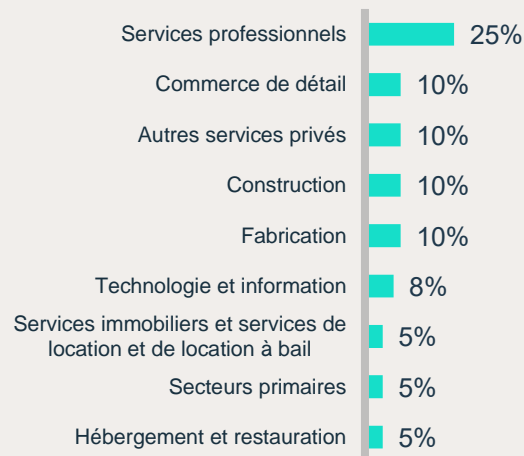 Services professionnels 25%
Commerce de détail 10%
Autres services privés 10%
Construction 10%
Fabrication 10%
Technologie et information 8%
Services immobiliers et services de
location et de location à bail 5%
Secteurs primaires 5%
Hébergement et restauration 5%